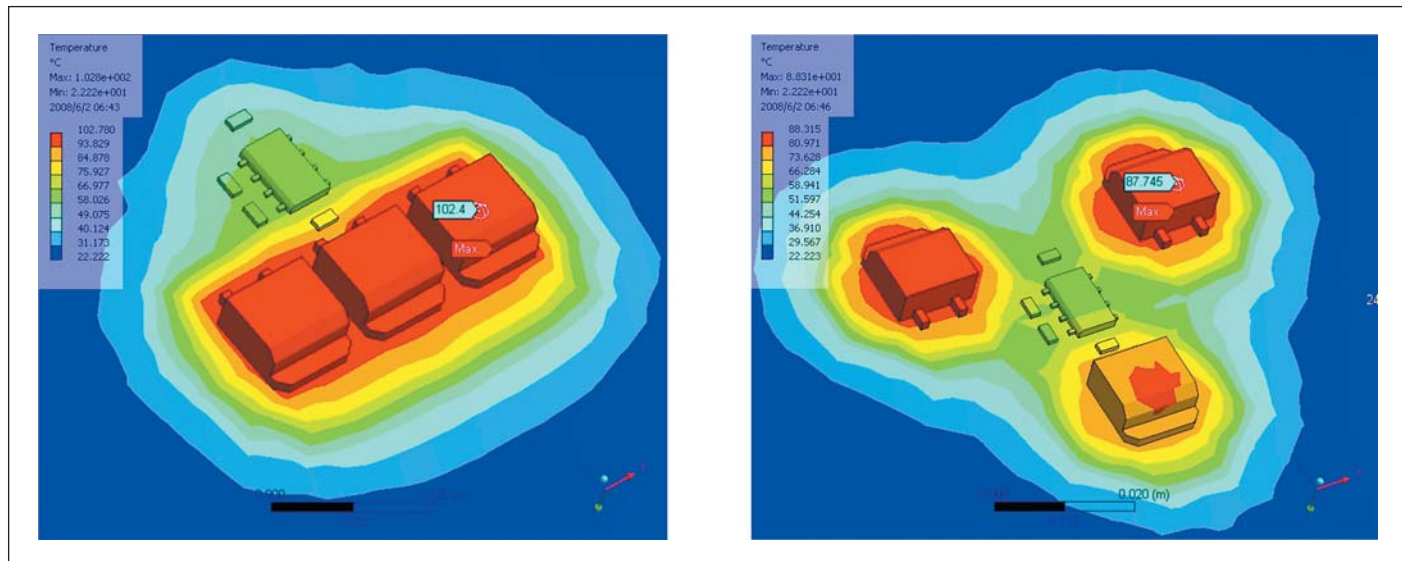 Temperature
°C
Max: 1.028e+002
Min: 2.222e+001
2008/6/2 06:43
102.780
93.829
84.878
75.927
66.977
58.026
49.075
40.124
31.173
22.222
102.4
Max
Temperature
°C
Max: 8.831e+001
Min: 2.222e+001
2008/6/2 06:46
88.315
80.971
73.628
66.284
58.941
51.597
44.254
36.910
29.567
22.223
87.745
Max
24
0.020 (m)